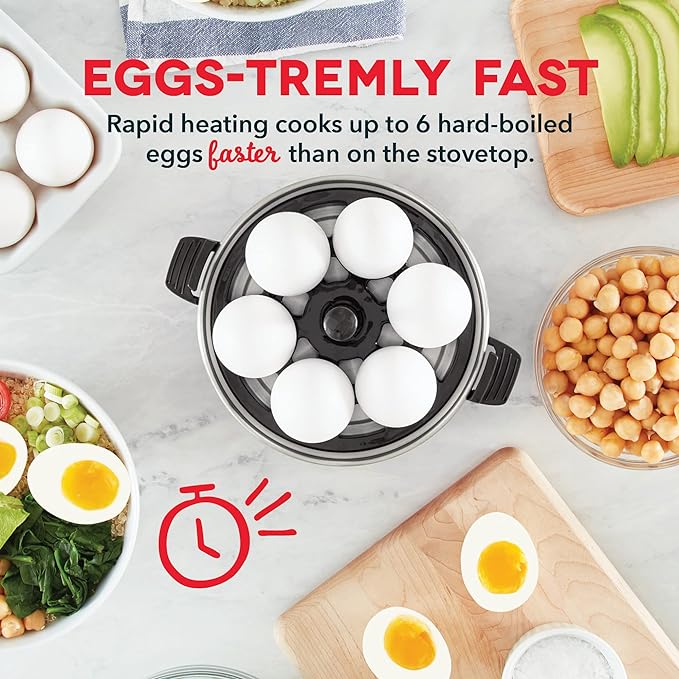 EGGS-TREMLY FAST
Rapid heating cooks up to 6 hard-boiled
eggs faster than on the stovetop.